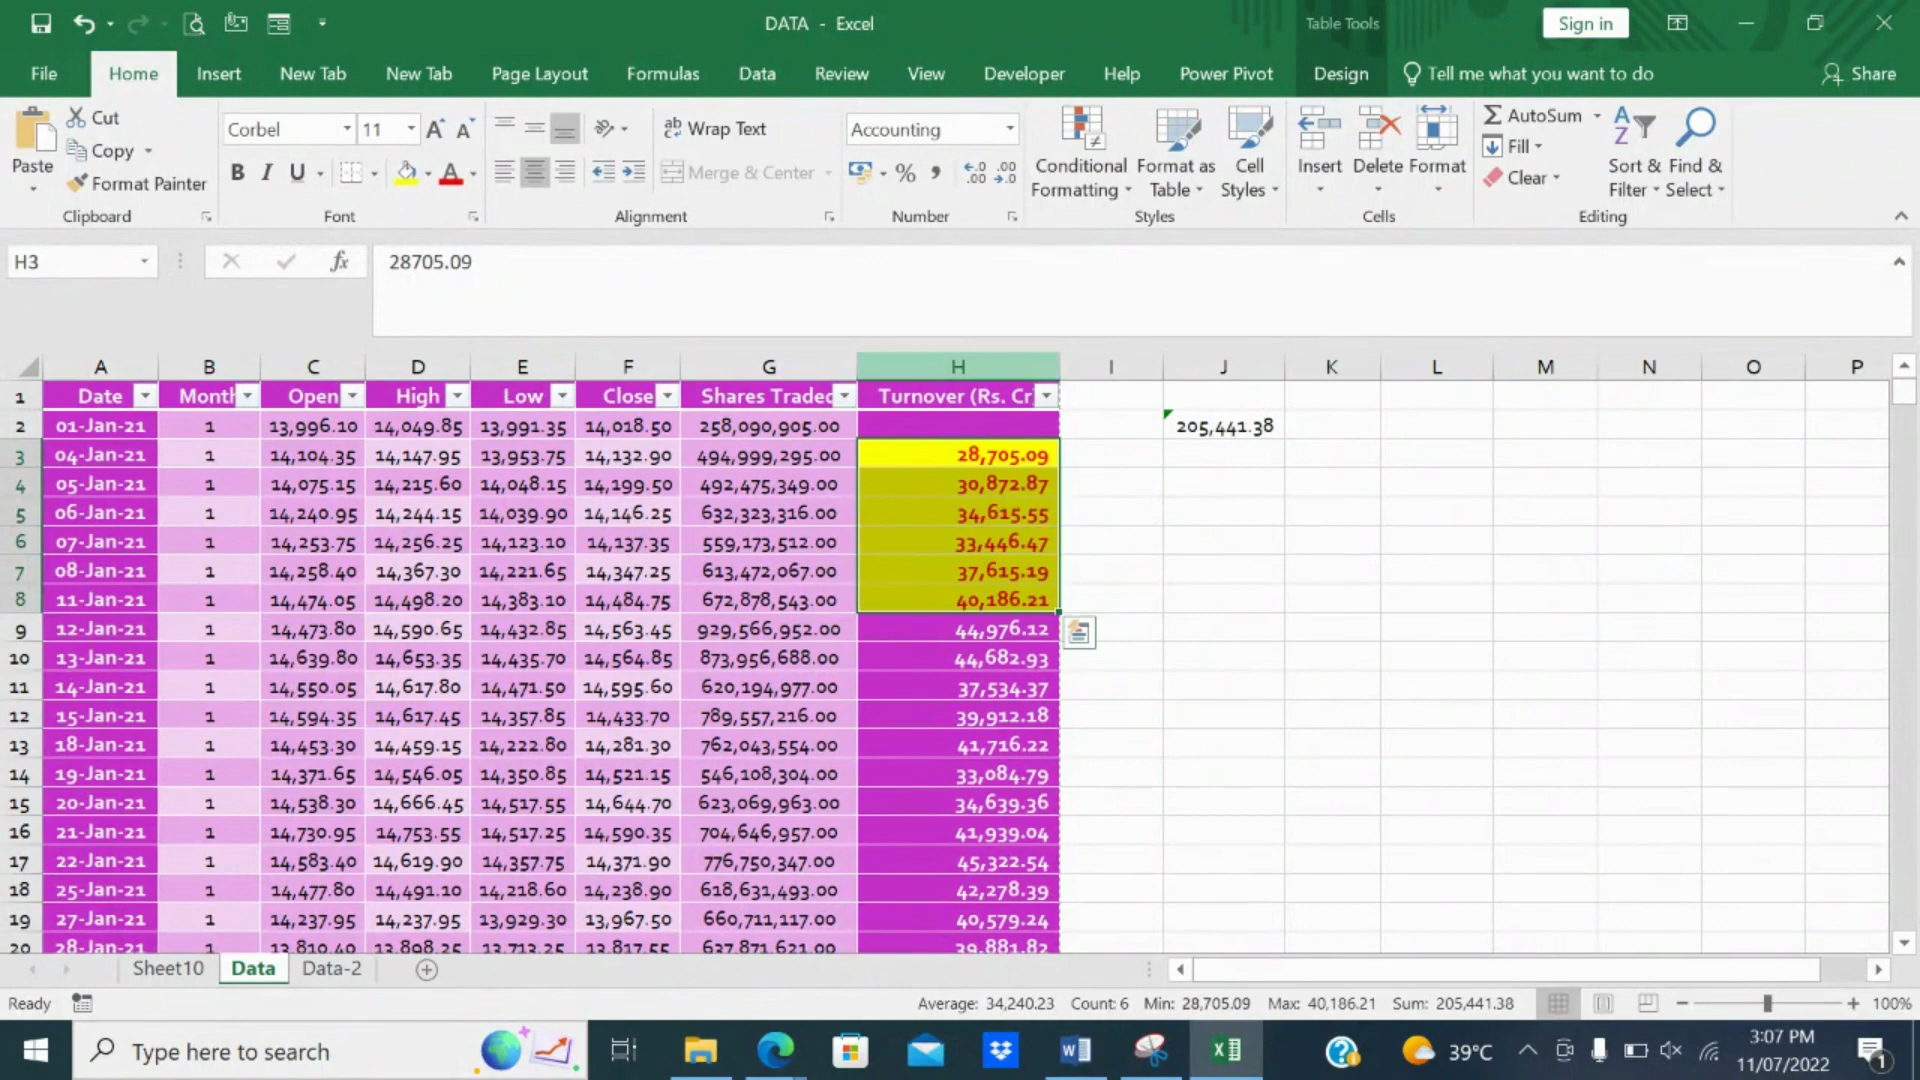 DATA - Excel
Table Tools
Sign in
File Home Insert New Tab New Tab Page Layout Formulas Data Review View Developer Help Power Pivot Design Tell me what you want to do Share
Paste
Cut
Copy
Format Painter
Clipboard
Corbel 11
B I U
Font
Wrap Text
Merge & Center
Alignment
Accounting
Number
Conditional Formatting
Format as Table
Cell Styles
Styles
Insert Delete Format
Cells
AutoSum
Fill
Clear
Sort & Filter
Find & Select
Editing
H3 fx 28705.09
A B C D E F G H I J K L M N O P
1 Date Month Open High Low Close Shares Traded Turnover (Rs. Cr
2 01-Jan-21 1 13,996.10 14,049.85 13,991.35 14,018.50 258,090,905.00 205,441.38
3 04-Jan-21 1 14,104.35 14,147.95 13,953.75 14,132.90 494,999,295.00 28,705.09
4 05-Jan-21 1 14,075.15 14,215.60 14,048.15 14,199.50 492,475,349.00 30,872.87
5 06-Jan-21 1 14,240.95 14,244.15 14,039.90 14,146.25 632,323,316.00 34,615.55
6 07-Jan-21 1 14,253.75 14,256.25 14,123.10 14,137.35 559,173,512.00 33,446.47
7 08-Jan-21 1 14,258.40 14,367.30 14,221.65 14,347.25 613,472,067.00 37,615.19
8 11-Jan-21 1 14,474.05 14,498.20 14,383.10 14,484.75 672,878,543.00 40,186.21
9 12-Jan-21 1 14,473.80 14,590.65 14,432.85 14,563.45 929,566,952.00 44,976.12
10 13-Jan-21 1 14,639.80 14,653.35 14,435.70 14,564.85 873,956,688.00 44,682.93
11 14-Jan-21 1 14,550.05 14,617.80 14,471.50 14,595.60 620,194,977.00 37,534.37
12 15-Jan-21 1 14,594.35 14,617.45 14,357.85 14,433.70 789,557,216.00 39,912.18
13 18-Jan-21 1 14,453.30 14,459.15 14,222.80 14,281.30 762,043,554.00 41,716.22
14 19-Jan-21 1 14,371.65 14,546.05 14,350.85 14,521.15 546,108,304.00 33,084.79
15 20-Jan-21 1 14,538.30 14,666.45 14,517.55 14,644.70 623,069,963.00 34,639.36
16 21-Jan-21 1 14,730.95 14,753.55 14,517.25 14,590.35 704,646,957.00 41,939.04
17 22-Jan-21 1 14,583.40 14,619.90 14,357.75 14,371.90 776,750,347.00 45,322.54
18 25-Jan-21 1 14,477.80 14,491.10 14,218.60 14,238.90 618,631,493.00 42,278.39
19 27-Jan-21 1 14,237.95 14,237.95 13,929.30 13,967.50 660,711,117.00 40,579.24
20 28-Jan-21 1 13,810.40 13,898.25 13,713.25 13,817.55 637,871,621.00 39,881.82
Sheet10 Data Data-2
Ready Average: 34,240.23 Count: 6 Min: 28,705.09 Max: 40,186.21 Sum: 205,441.38 100%
Type here to search
39°C
3:07 PM
11/07/2022
1